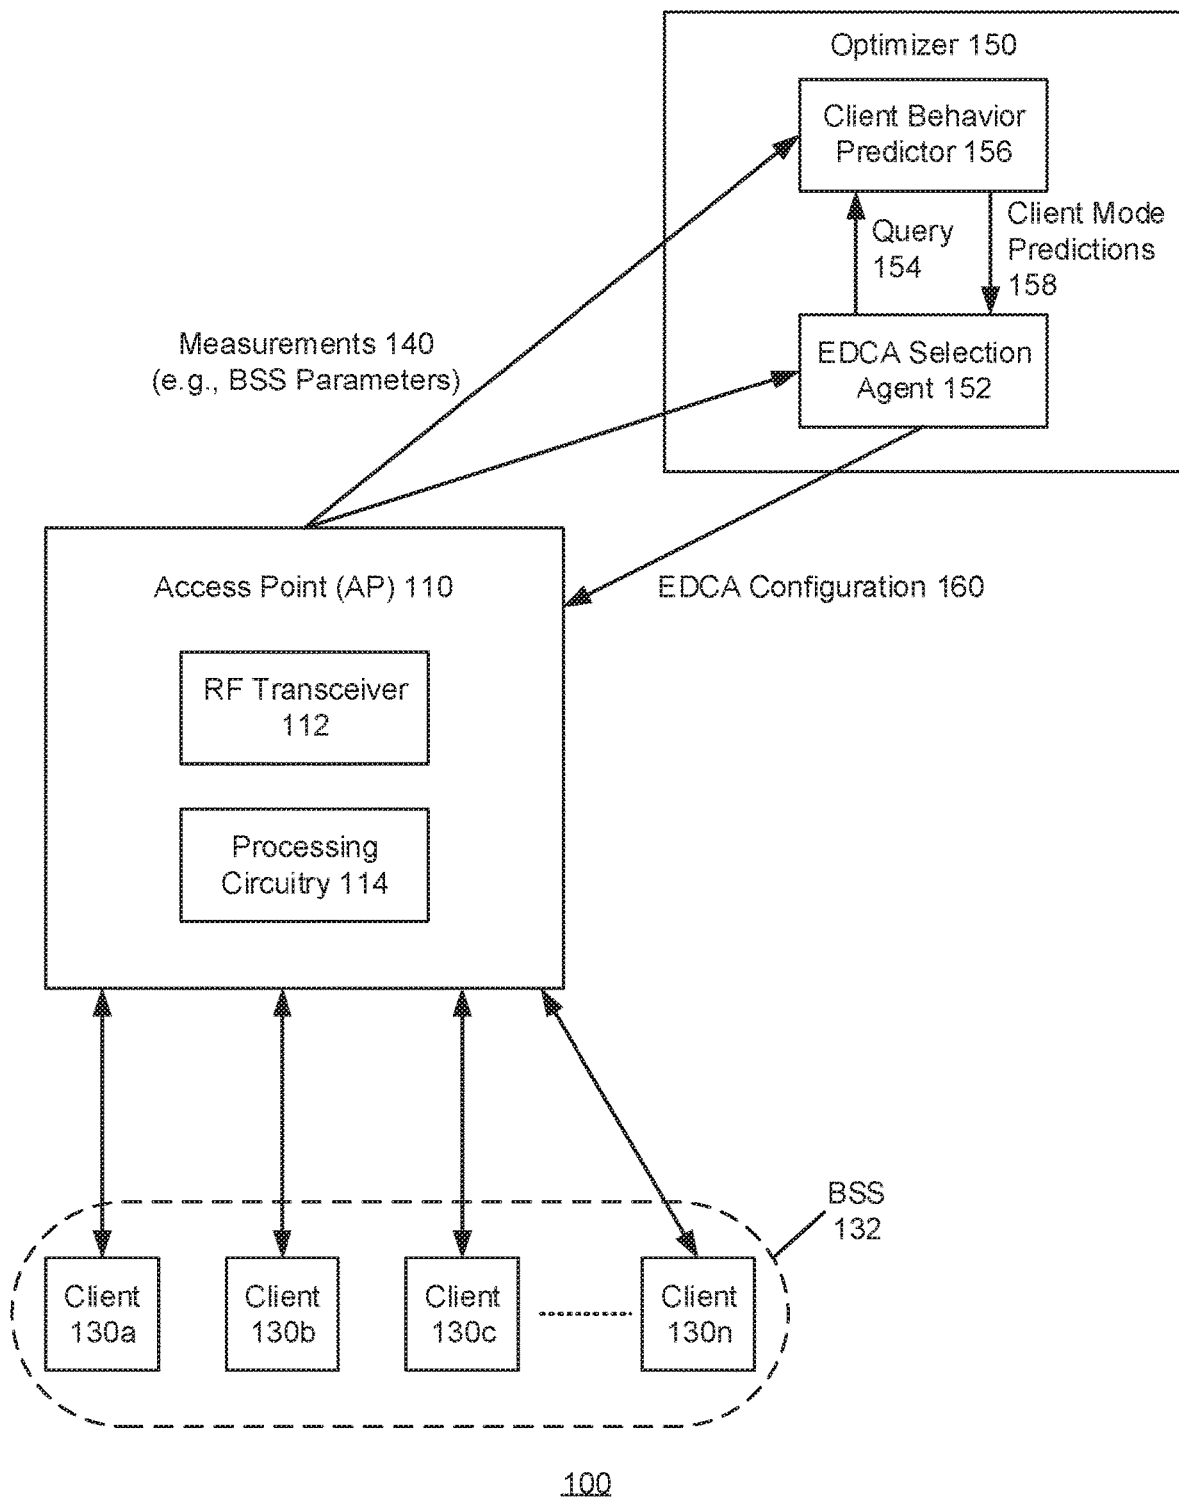 Optimizer 150
Client Behavior
Predictor 156
Query
154
Client Mode
Predictions
158
EDCA Selection
Agent 152
Measurements 140
(e.g., BSS Parameters)
Access Point (AP) 110
EDCA Configuration 160
RF Transceiver
112
Processing
Circuitry 114
BSS
132
Client
130a
Client
130b
Client
130c
Client
130n
100